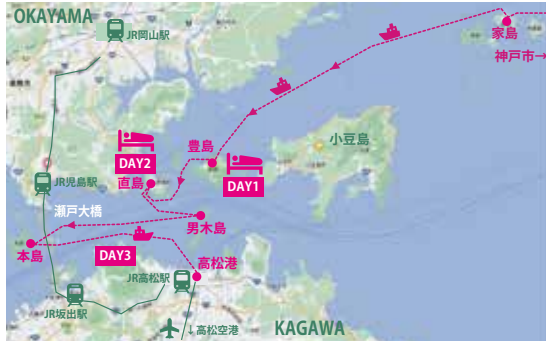 OKAYAMA
JR岡山駅
家島
神戸市→
豊島
小豆島
DAY2
DAY1
直島
JR児島駅
瀬戸大橋
男木島
本島
DAY3
高松港
JR高松駅
JR坂出駅
↓高松空港
KAGAWA